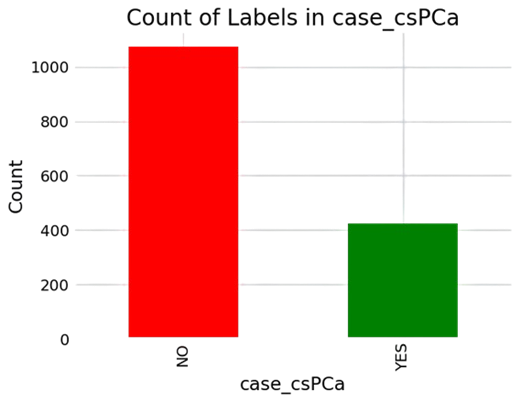 Count of Labels in case_csPCa
Count
1000
800
600
400
200
0
NO
YES
case_csPCa